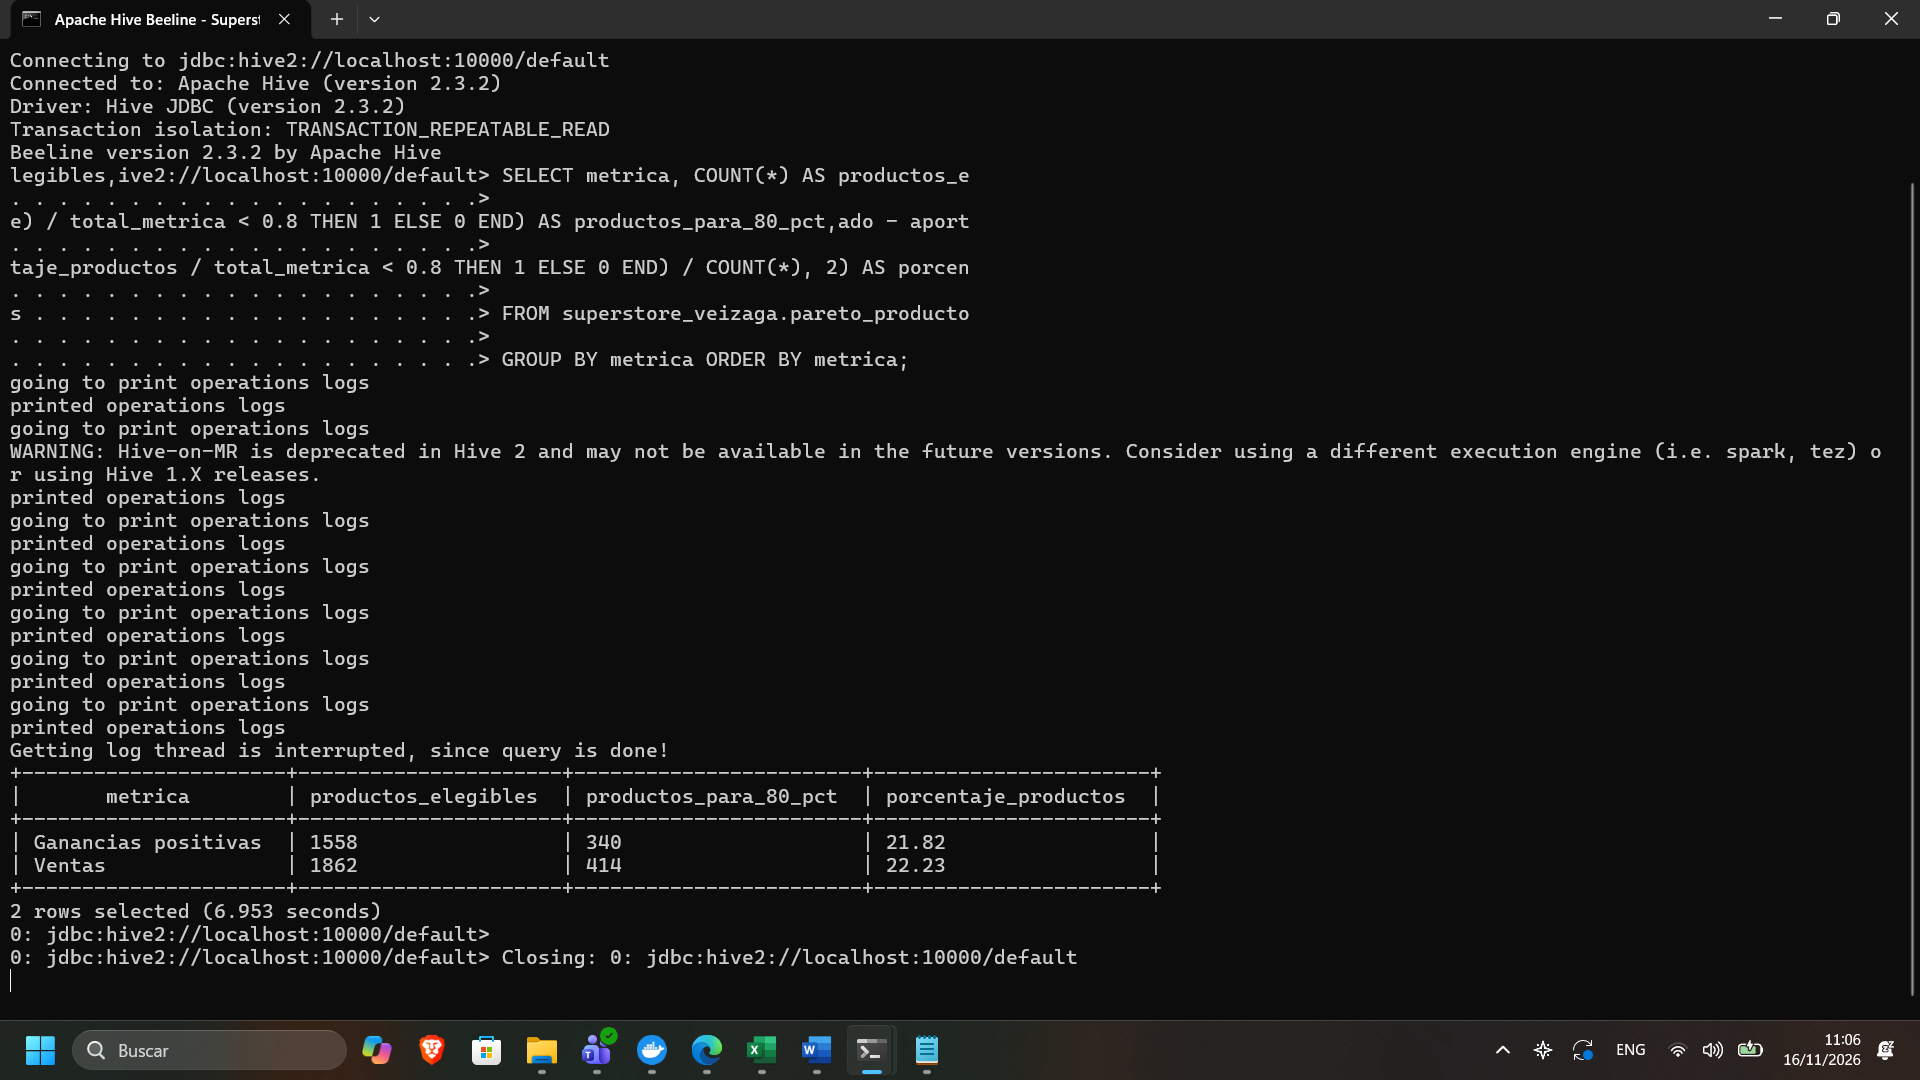 Apache Hive Beeline - Superst
Connecting to jdbc:hive2://localhost:10000/default
Connected to: Apache Hive (version 2.3.2)
Driver: Hive JDBC (version 2.3.2)
Transaction isolation: TRANSACTION_REPEATABLE_READ
Beeline version 2.3.2 by Apache Hive
legibles,ive2://localhost:10000/default> SELECT metrica, COUNT(*) AS productos_e
. . . . . . . . . . . . . . . . . . . .>
e) / total_metrica < 0.8 THEN 1 ELSE 0 END) AS productos_para_80_pct,ado - aport
. . . . . . . . . . . . . . . . . . . .>
taje_productos / total_metrica < 0.8 THEN 1 ELSE 0 END) / COUNT(*), 2) AS porcen
. . . . . . . . . . . . . . . . . . . .>
s . . . . . . . . . . . . . . . . . . .> FROM superstore_veizaga.pareto_producto
. . . . . . . . . . . . . . . . . . . .>
. . . . . . . . . . . . . . . . . . . .> GROUP BY metrica ORDER BY metrica;
going to print operations logs
printed operations logs
going to print operations logs
WARNING: Hive-on-MR is deprecated in Hive 2 and may not be available in the future versions. Consider using a different execution engine (i.e. spark, tez) o
r using Hive 1.X releases.
printed operations logs
going to print operations logs
printed operations logs
going to print operations logs
printed operations logs
going to print operations logs
printed operations logs
going to print operations logs
printed operations logs
going to print operations logs
printed operations logs
Getting log thread is interrupted, since query is done!
+----------------------+----------------------+------------------------+-----------------------+
|       metrica        | productos_elegibles  | productos_para_80_pct  | porcentaje_productos  |
+----------------------+----------------------+------------------------+-----------------------+
| Ganancias positivas  | 1558                 | 340                    | 21.82                 |
| Ventas               | 1862                 | 414                    | 22.23                 |
+----------------------+----------------------+------------------------+-----------------------+
2 rows selected (6.953 seconds)
0: jdbc:hive2://localhost:10000/default>
0: jdbc:hive2://localhost:10000/default> Closing: 0: jdbc:hive2://localhost:10000/default
Buscar
ENG
11:06
16/11/2026